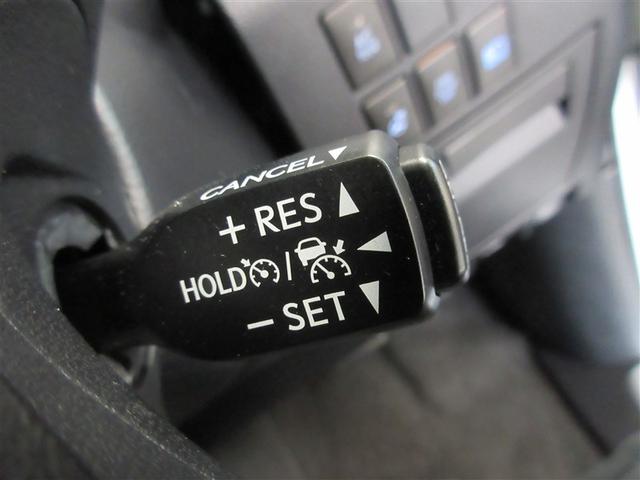 CANCEL
+ RES
HOLD /
− SET